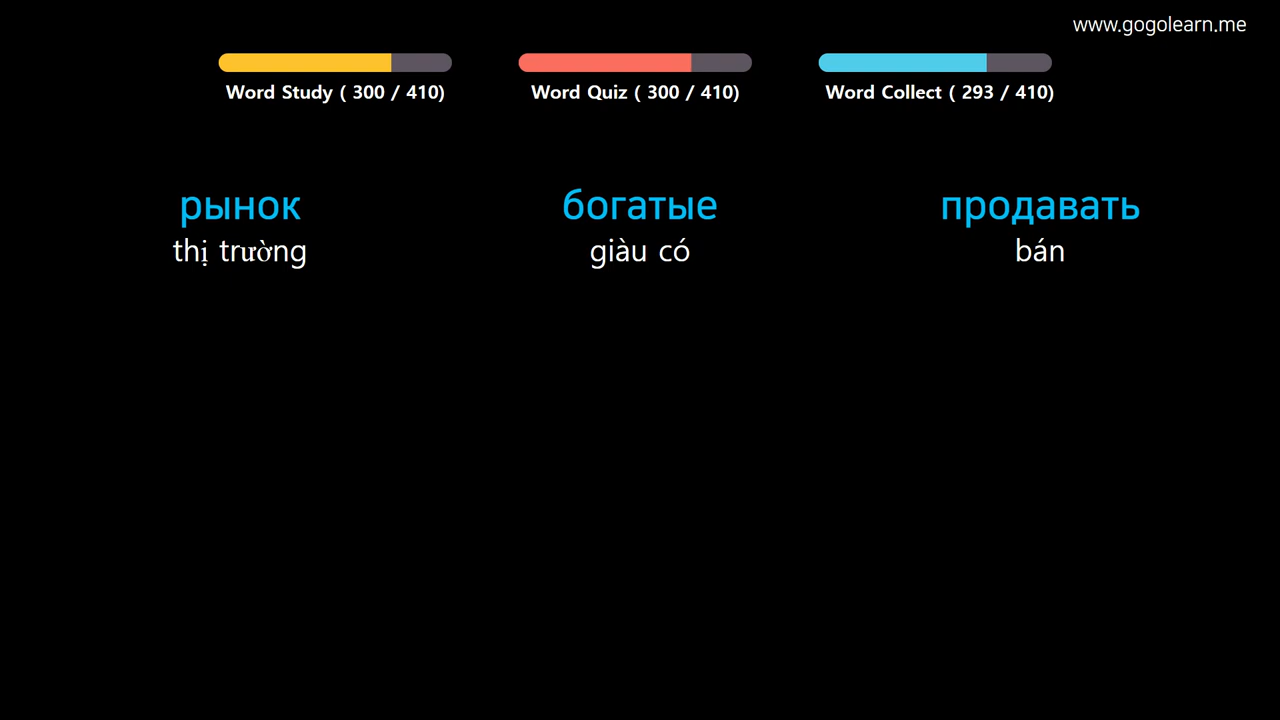 www.gogolearn.me
Word Study ( 300 / 410)
Word Quiz ( 300 / 410)
Word Collect ( 293 / 410)
рынок
thị trường
богатые
giàu có
продавать
bán